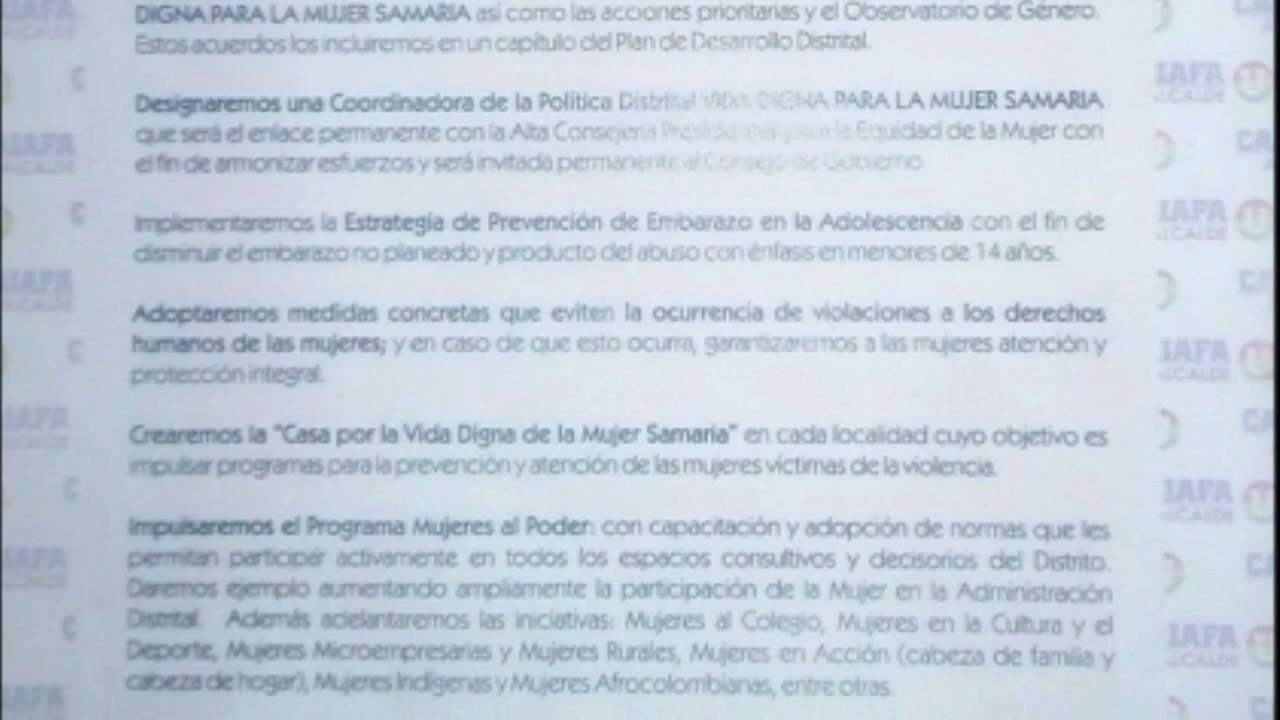 DIGNA PARA LA MUJER SAMARIA así como las acciones prioritarias y el Observatorio de Género.
Estos acuerdos los incluiremos en un capítulo del Plan de Desarrollo Distrital.
Designaremos una Coordinadora de la Política Distrital VIDA DIGNA PARA LA MUJER SAMARIA
que será el enlace permanente con la Alta Consejería Presidencial para la Equidad de la Mujer con
el fin de armonizar esfuerzos y será invitada permanente al Consejo de Gobierno
Implementaremos la Estrategia de Prevención de Embarazo en la Adolescencia con el fin de
disminuir el embarazo no planeado y producto del abuso con énfasis en menores de 14 años.
Adoptaremos medidas concretas que eviten la ocurrencia de violaciones a los derechos
humanos de las mujeres; y en caso de que esto ocurra, garantizaremos a las mujeres atención y
protección integral.
Crearemos la "Casa por la Vida Digna de la Mujer Samaria" en cada localidad cuyo objetivo es
impulsar programas para la prevención y atención de las mujeres víctimas de la violencia.
Impulsaremos el Programa Mujeres al Poder: con capacitación y adopción de normas que les
permitan participar activamente en todos los espacios consultivos y decisorios del Distrito.
Daremos ejemplo aumentando ampliamente la participación de la Mujer en la Administración
Distrital. Además adelantaremos las iniciativas: Mujeres al Colegio, Mujeres en la Cultura y el
Deporte, Mujeres Microempresarias y Mujeres Rurales, Mujeres en Acción (cabeza de familia y
cabeza de hogar), Mujeres Indígenas y Mujeres Afrocolombianas, entre otras.